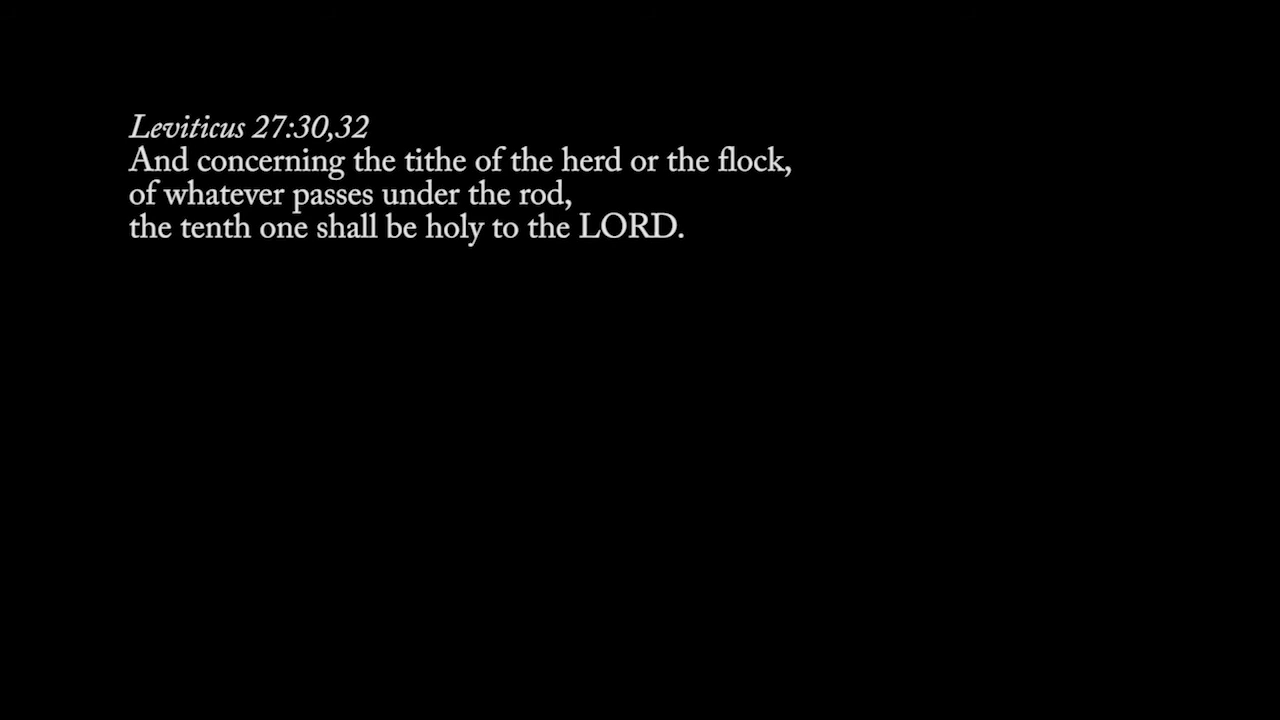 Leviticus 27:30,32
And concerning the tithe of the herd or the flock,
of whatever passes under the rod,
the tenth one shall be holy to the LORD.